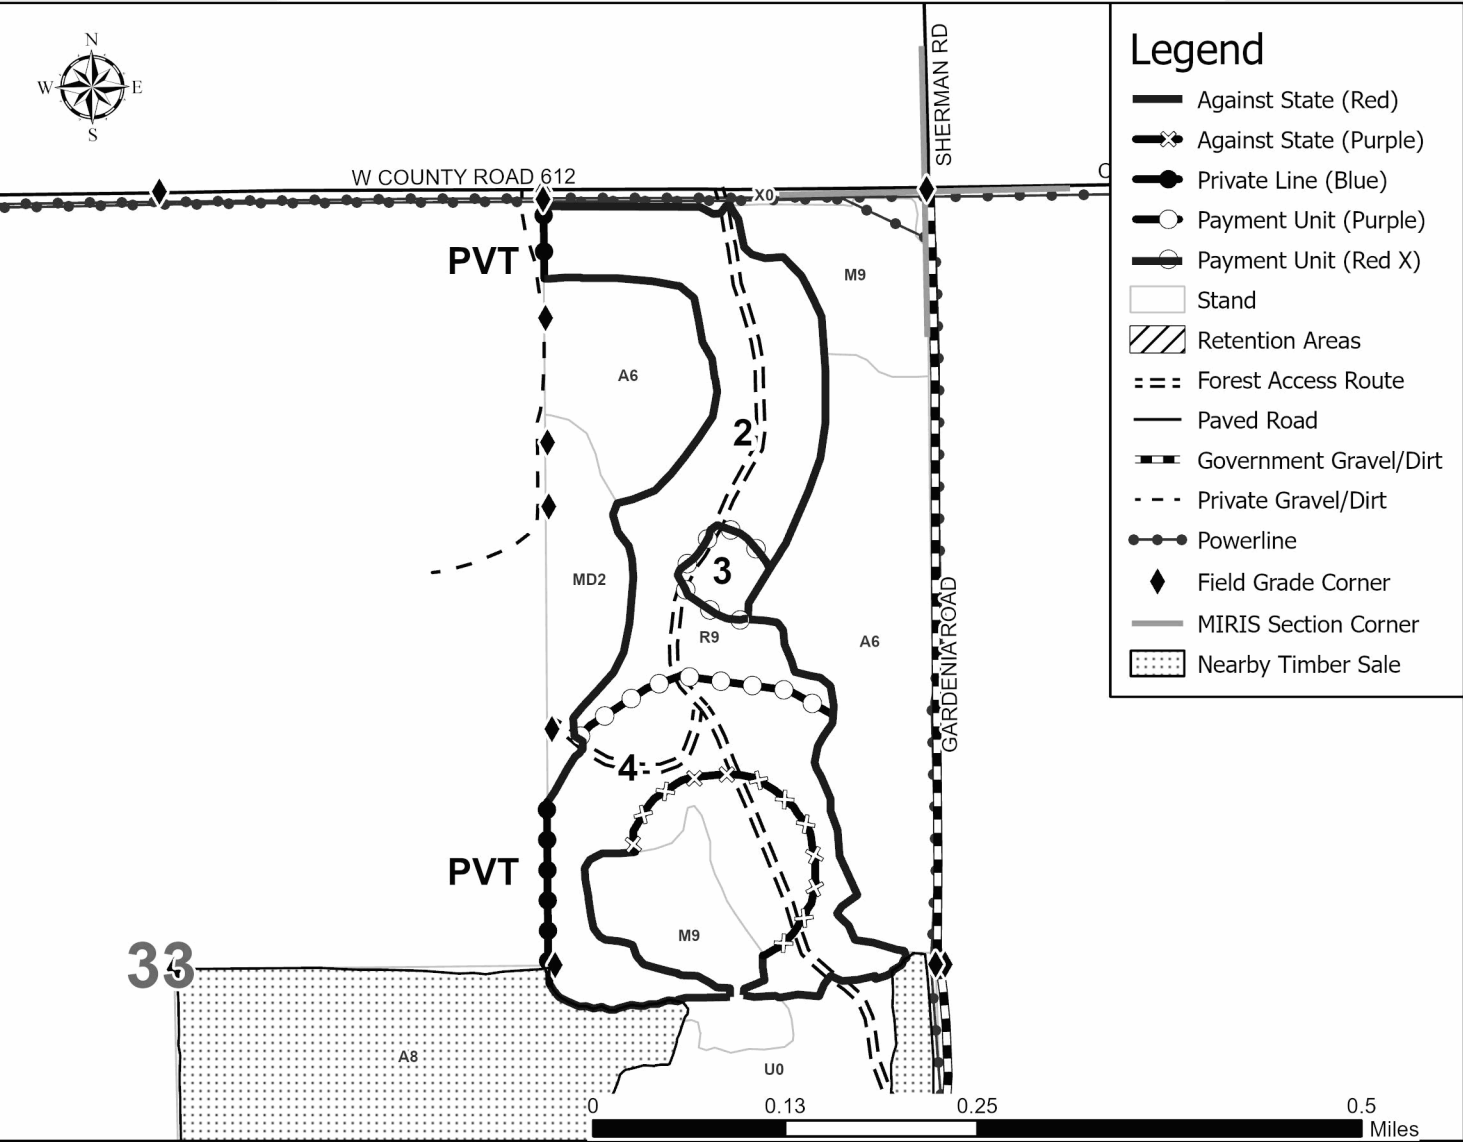 N
W E
S
W COUNTY ROAD 612
SHERMAN RD
C
X0
PVT
M9
A6
2
3
MD2
R9
A6
GARDENIA ROAD
4
PVT
M9
33
A8
U0
0 0.13 0.25 0.5
Miles
Legend
Against State (Red)
Against State (Purple)
Private Line (Blue)
Payment Unit (Purple)
Payment Unit (Red X)
Stand
Retention Areas
Forest Access Route
Paved Road
Government Gravel/Dirt
Private Gravel/Dirt
Powerline
Field Grade Corner
MIRIS Section Corner
Nearby Timber Sale